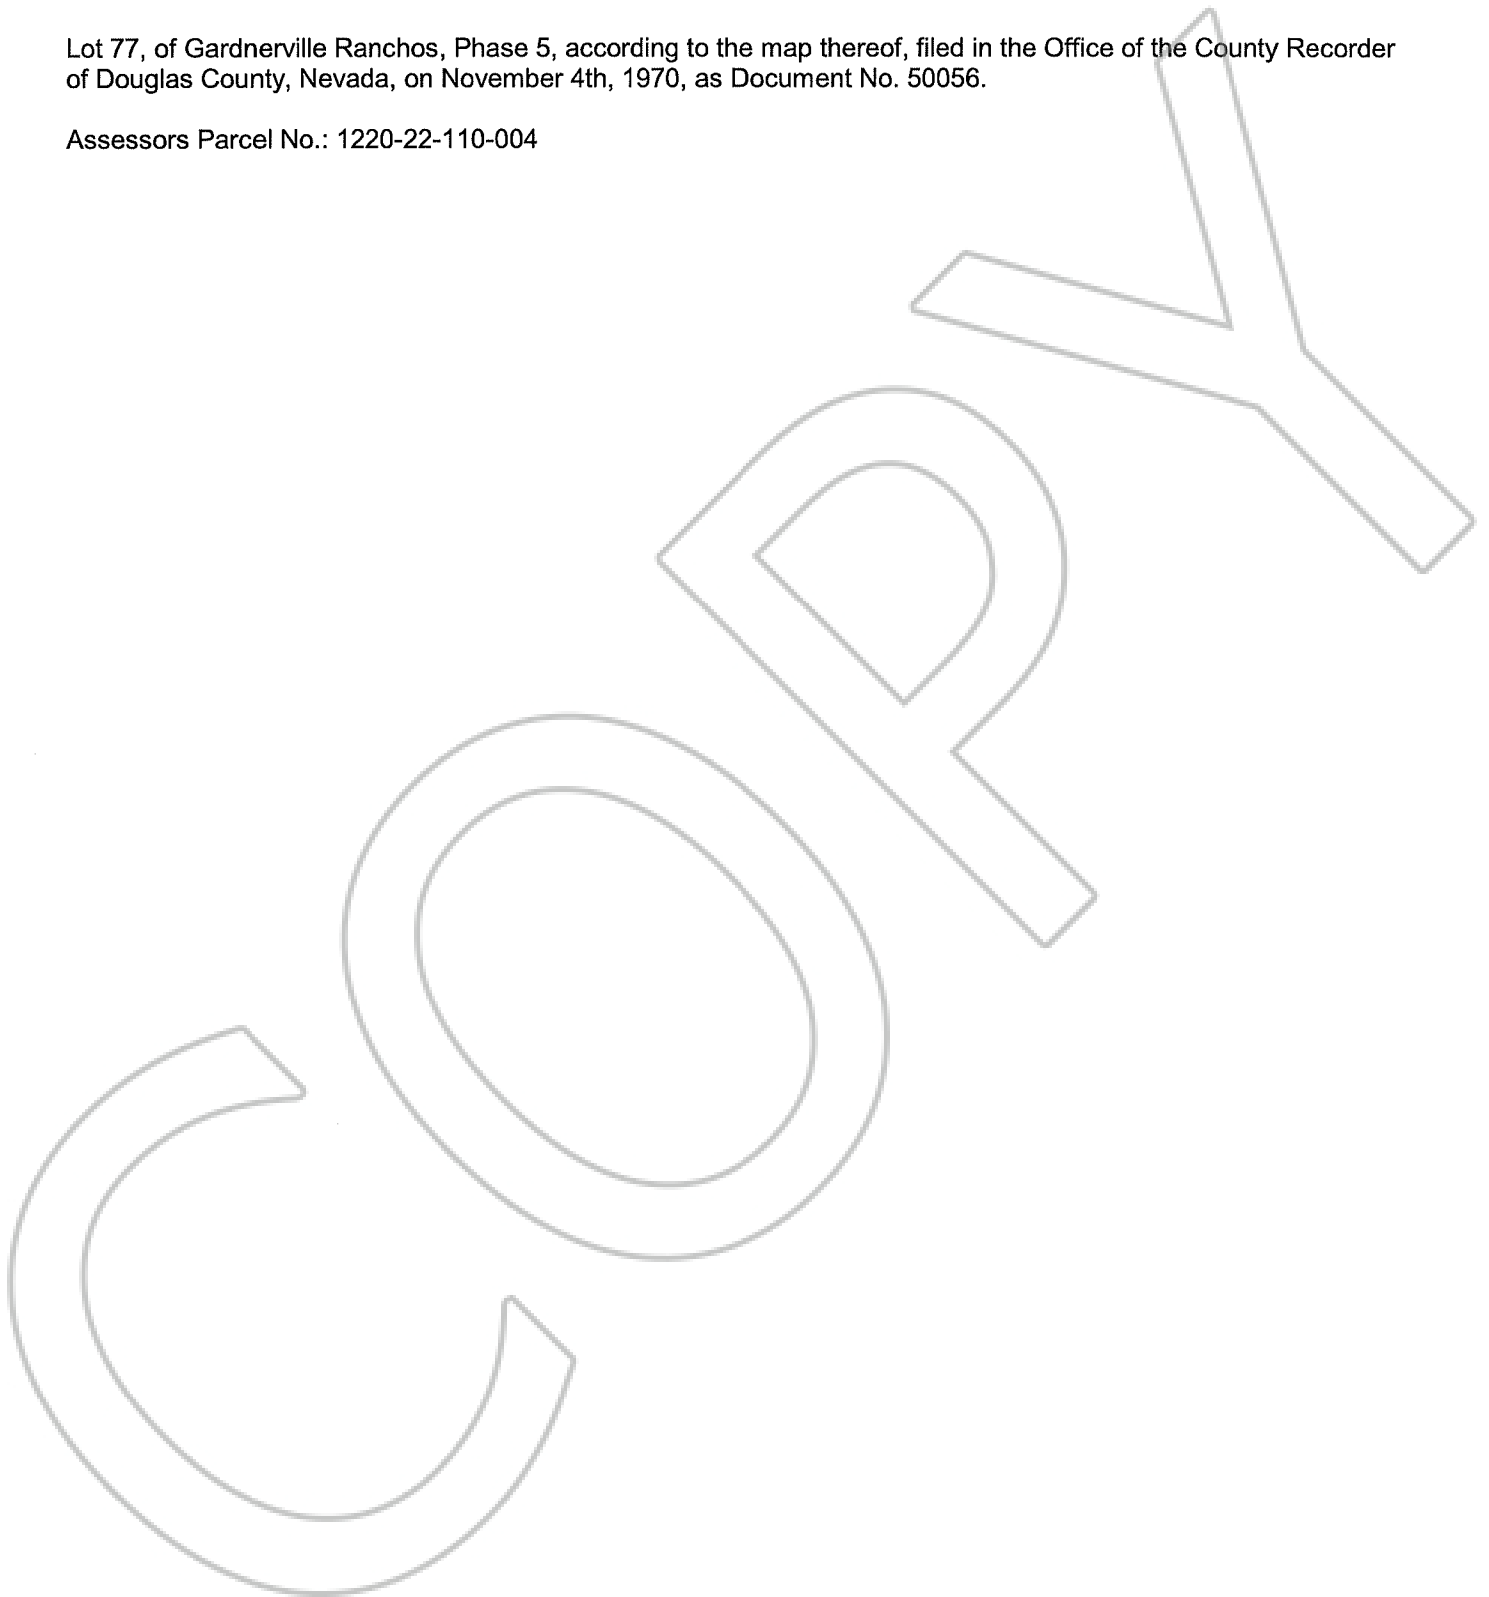 Lot 77, of Gardnerville Ranchos, Phase 5, according to the map thereof, filed in the Office of the County Recorder
of Douglas County, Nevada, on November 4th, 1970, as Document No. 50056.
Assessors Parcel No.: 1220-22-110-004
COPY